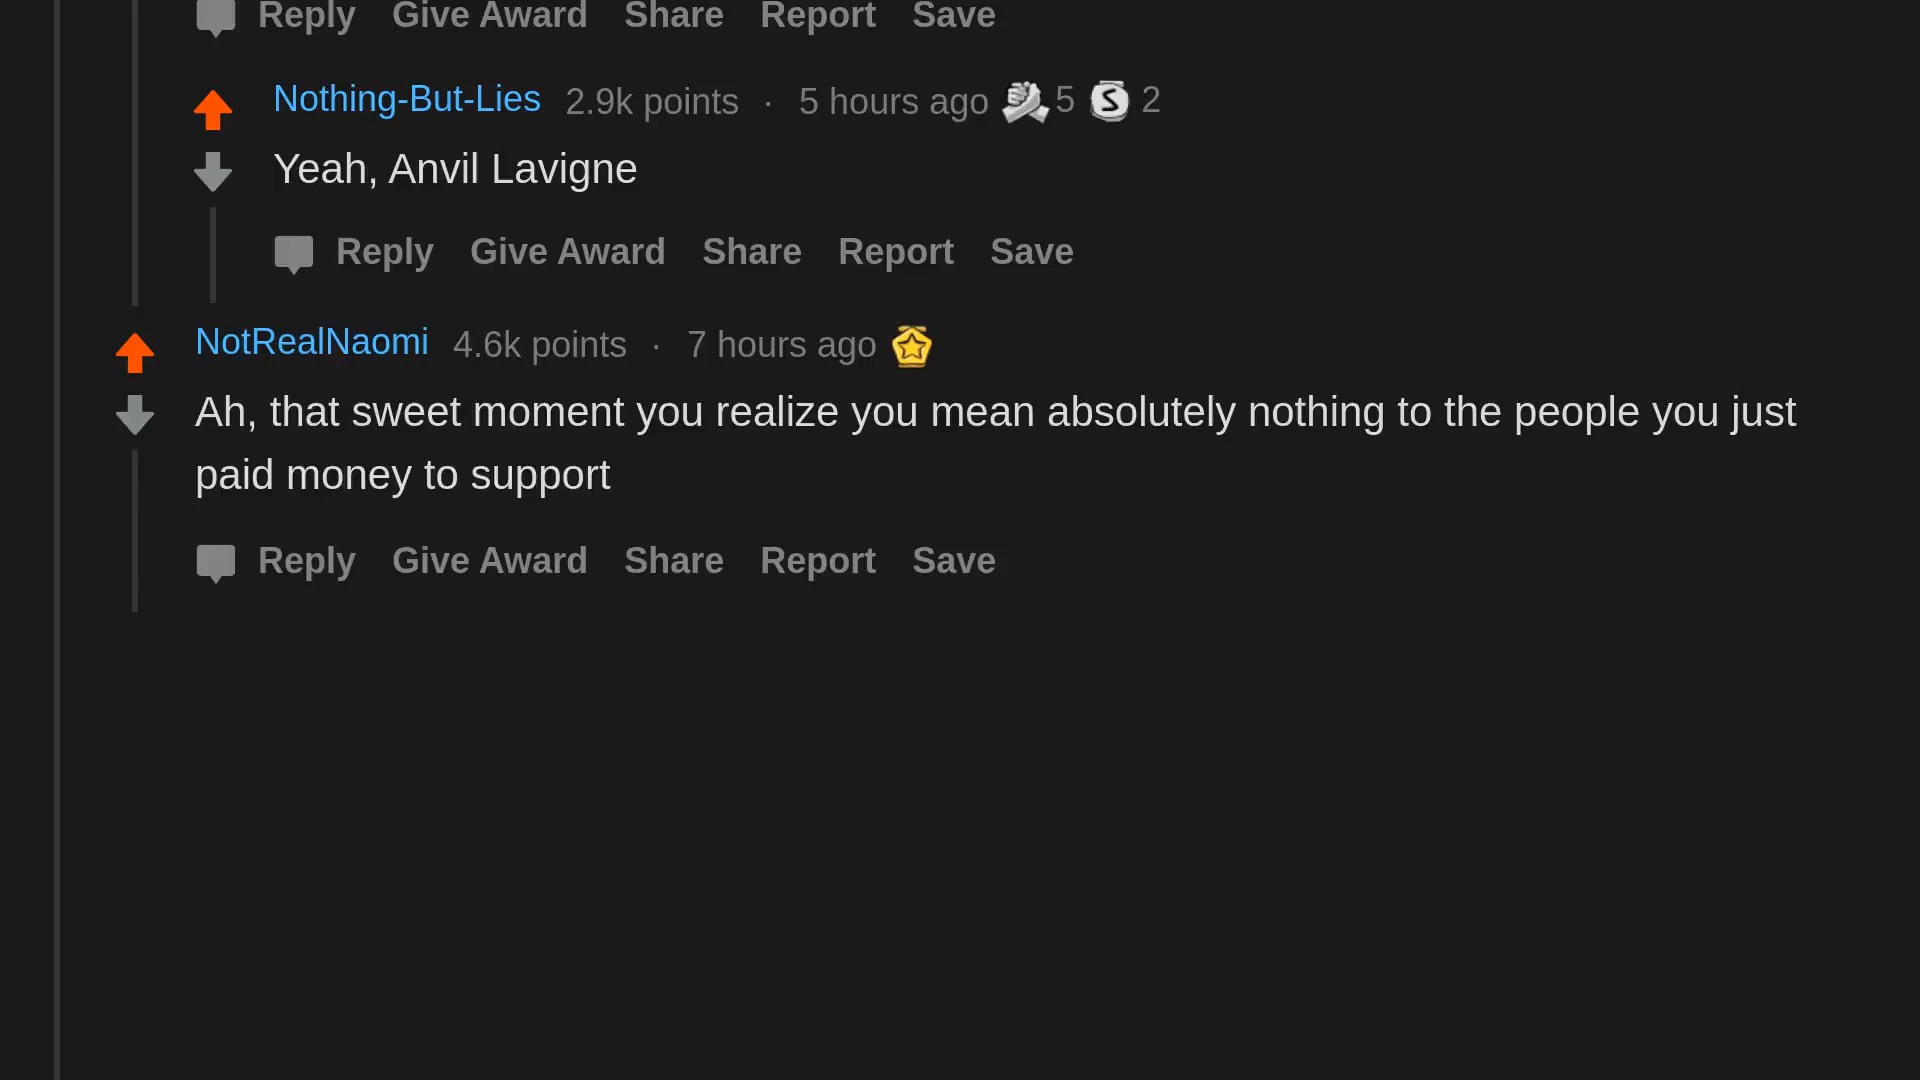 Reply Give Award Share Report Save
Nothing-But-Lies 2.9k points · 5 hours ago 5 S 2
Yeah, Anvil Lavigne
Reply Give Award Share Report Save
NotRealNaomi 4.6k points · 7 hours ago
Ah, that sweet moment you realize you mean absolutely nothing to the people you just
paid money to support
Reply Give Award Share Report Save